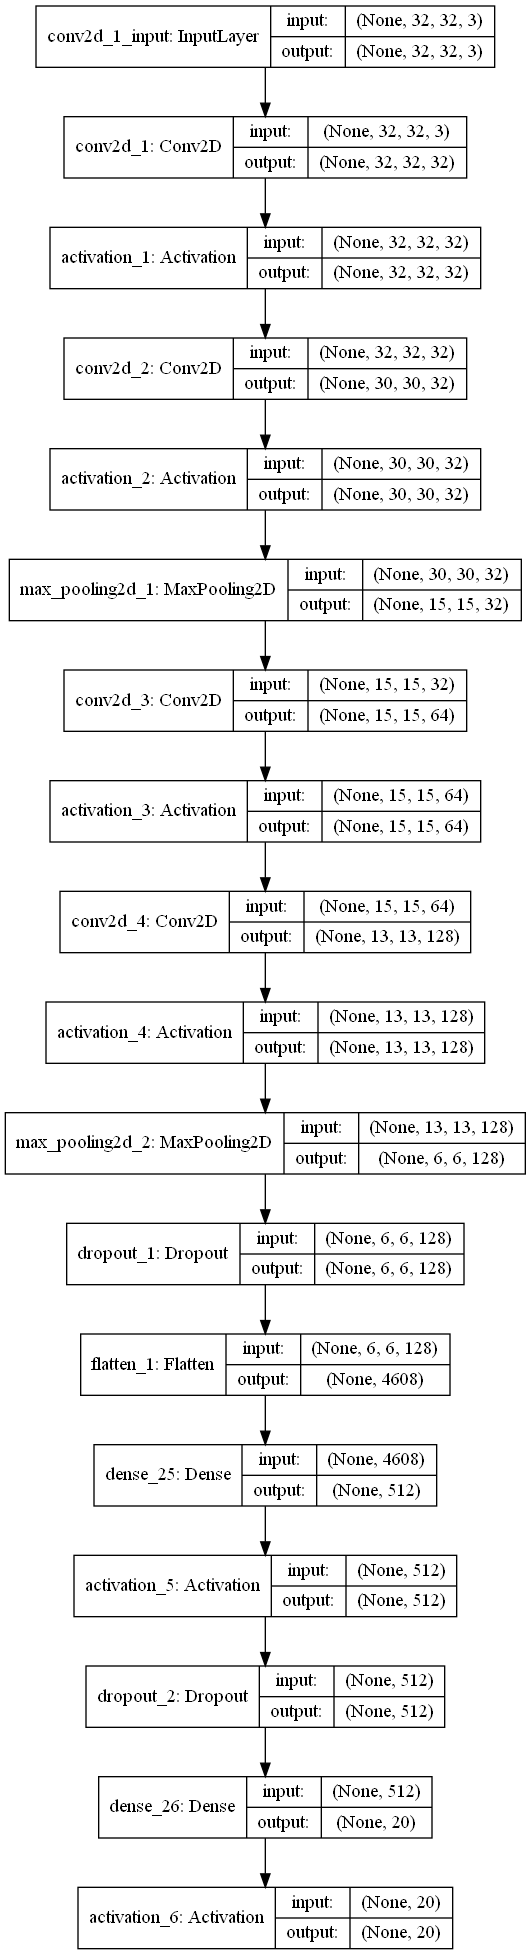 conv2d_1_input: InputLayer
input:
(None, 32, 32, 3)
output:
(None, 32, 32, 3)
conv2d_1: Conv2D
input:
(None, 32, 32, 3)
output:
(None, 32, 32, 32)
activation_1: Activation
input:
(None, 32, 32, 32)
output:
(None, 32, 32, 32)
conv2d_2: Conv2D
input:
(None, 32, 32, 32)
output:
(None, 30, 30, 32)
activation_2: Activation
input:
(None, 30, 30, 32)
output:
(None, 30, 30, 32)
max_pooling2d_1: MaxPooling2D
input:
(None, 30, 30, 32)
output:
(None, 15, 15, 32)
conv2d_3: Conv2D
input:
(None, 15, 15, 32)
output:
(None, 15, 15, 64)
activation_3: Activation
input:
(None, 15, 15, 64)
output:
(None, 15, 15, 64)
conv2d_4: Conv2D
input:
(None, 15, 15, 64)
output:
(None, 13, 13, 128)
activation_4: Activation
input:
(None, 13, 13, 128)
output:
(None, 13, 13, 128)
max_pooling2d_2: MaxPooling2D
input:
(None, 13, 13, 128)
output:
(None, 6, 6, 128)
dropout_1: Dropout
input:
(None, 6, 6, 128)
output:
(None, 6, 6, 128)
flatten_1: Flatten
input:
(None, 6, 6, 128)
output:
(None, 4608)
dense_25: Dense
input:
(None, 4608)
output:
(None, 512)
activation_5: Activation
input:
(None, 512)
output:
(None, 512)
dropout_2: Dropout
input:
(None, 512)
output:
(None, 512)
dense_26: Dense
input:
(None, 512)
output:
(None, 20)
activation_6: Activation
input:
(None, 20)
output:
(None, 20)